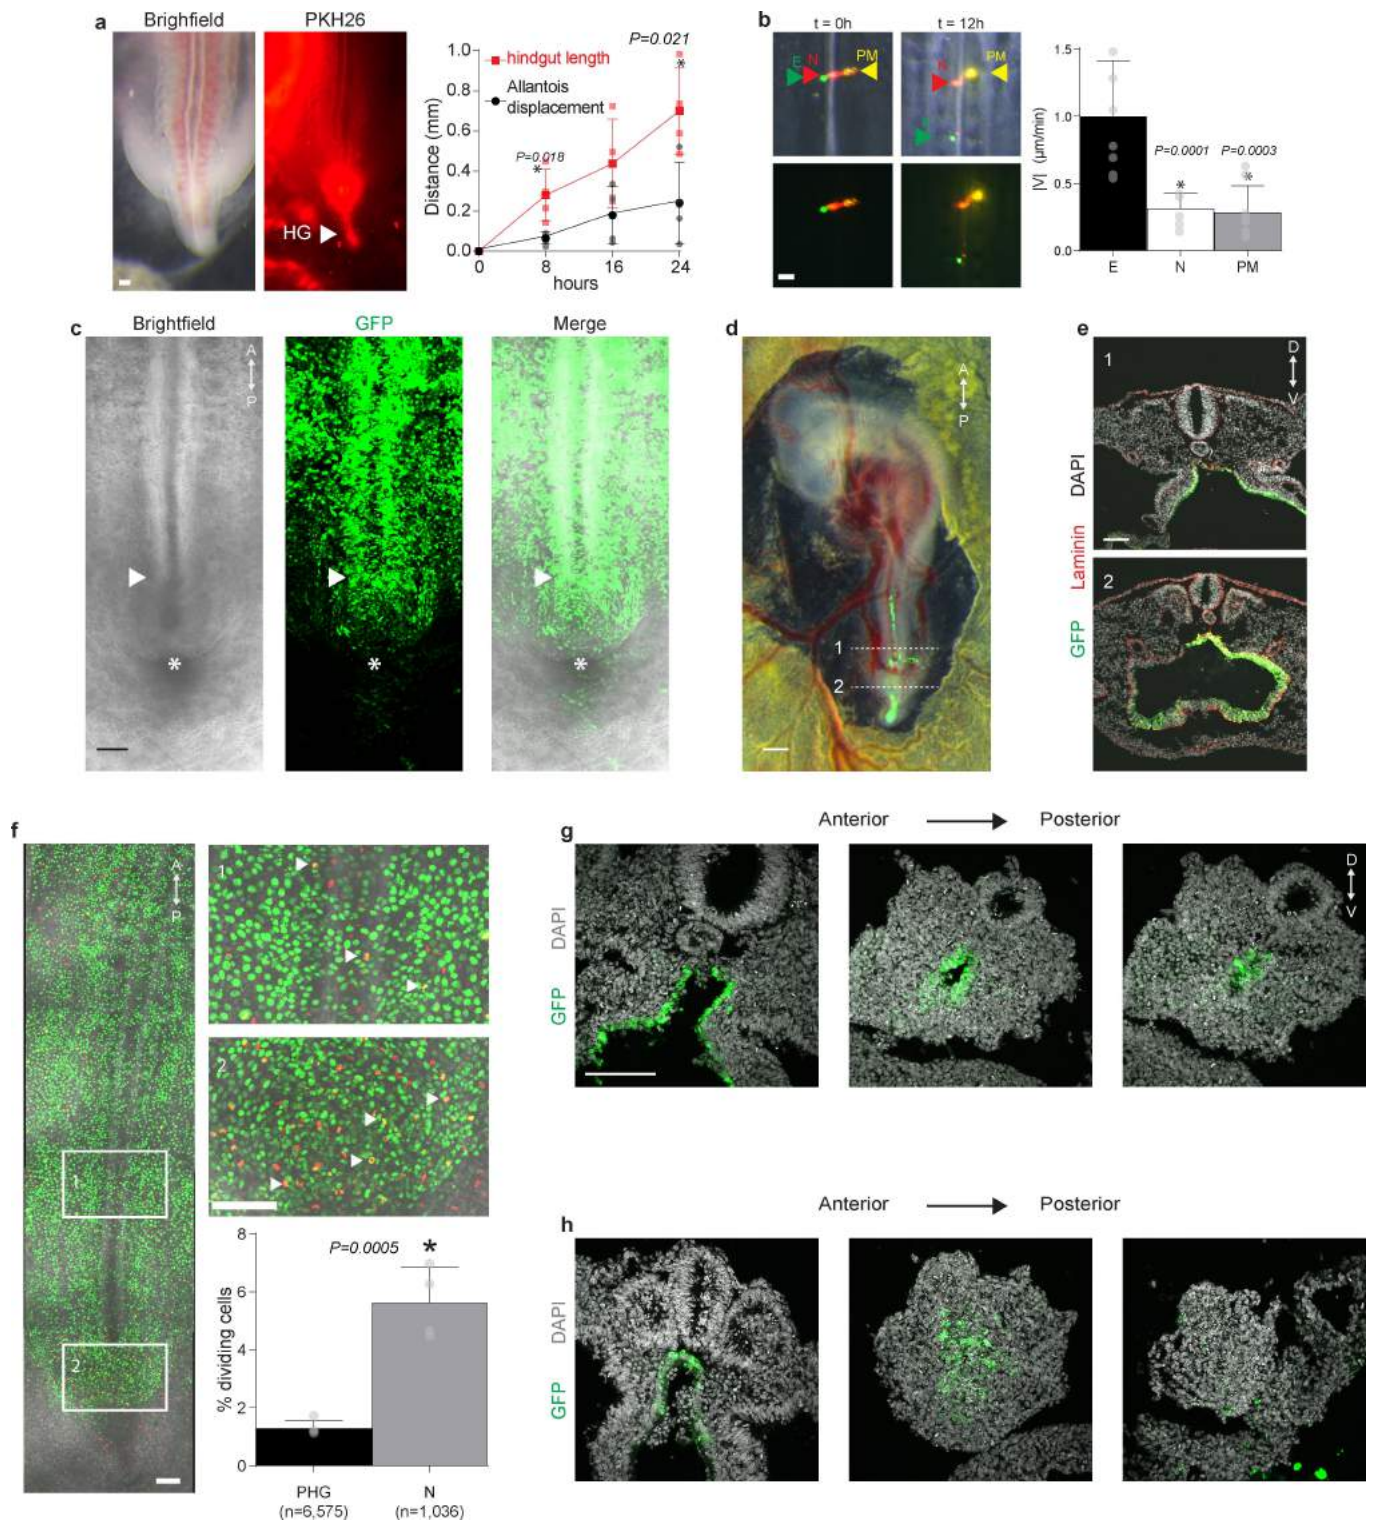 a
Brighfield
PKH26
HG
P=0.021
hindgut length
Allantois
displacement
P=0.018
*
*
Distance (mm)
1.0
0.8
0.6
0.4
0.2
0.0
0
8
16
24
hours
b
t = 0h
t = 12h
E
N
PM
N
PM
|V| (μm/min)
1.5
1.0
0.5
0.0
P=0.0001
P=0.0003
*
*
E
N
PM
c
Brightfield
GFP
Merge
A
P
*
*
*
d
A
P
1
2
e
1
D
V
2
GFP
Laminin
DAPI
f
A
P
1
2
1
2
% dividing cells
8
6
4
2
0
P=0.0005
*
PHG
N
(n=6,575)
(n=1,036)
g
Anterior
Posterior
GFP
DAPI
D
V
h
Anterior
Posterior
GFP
DAPI